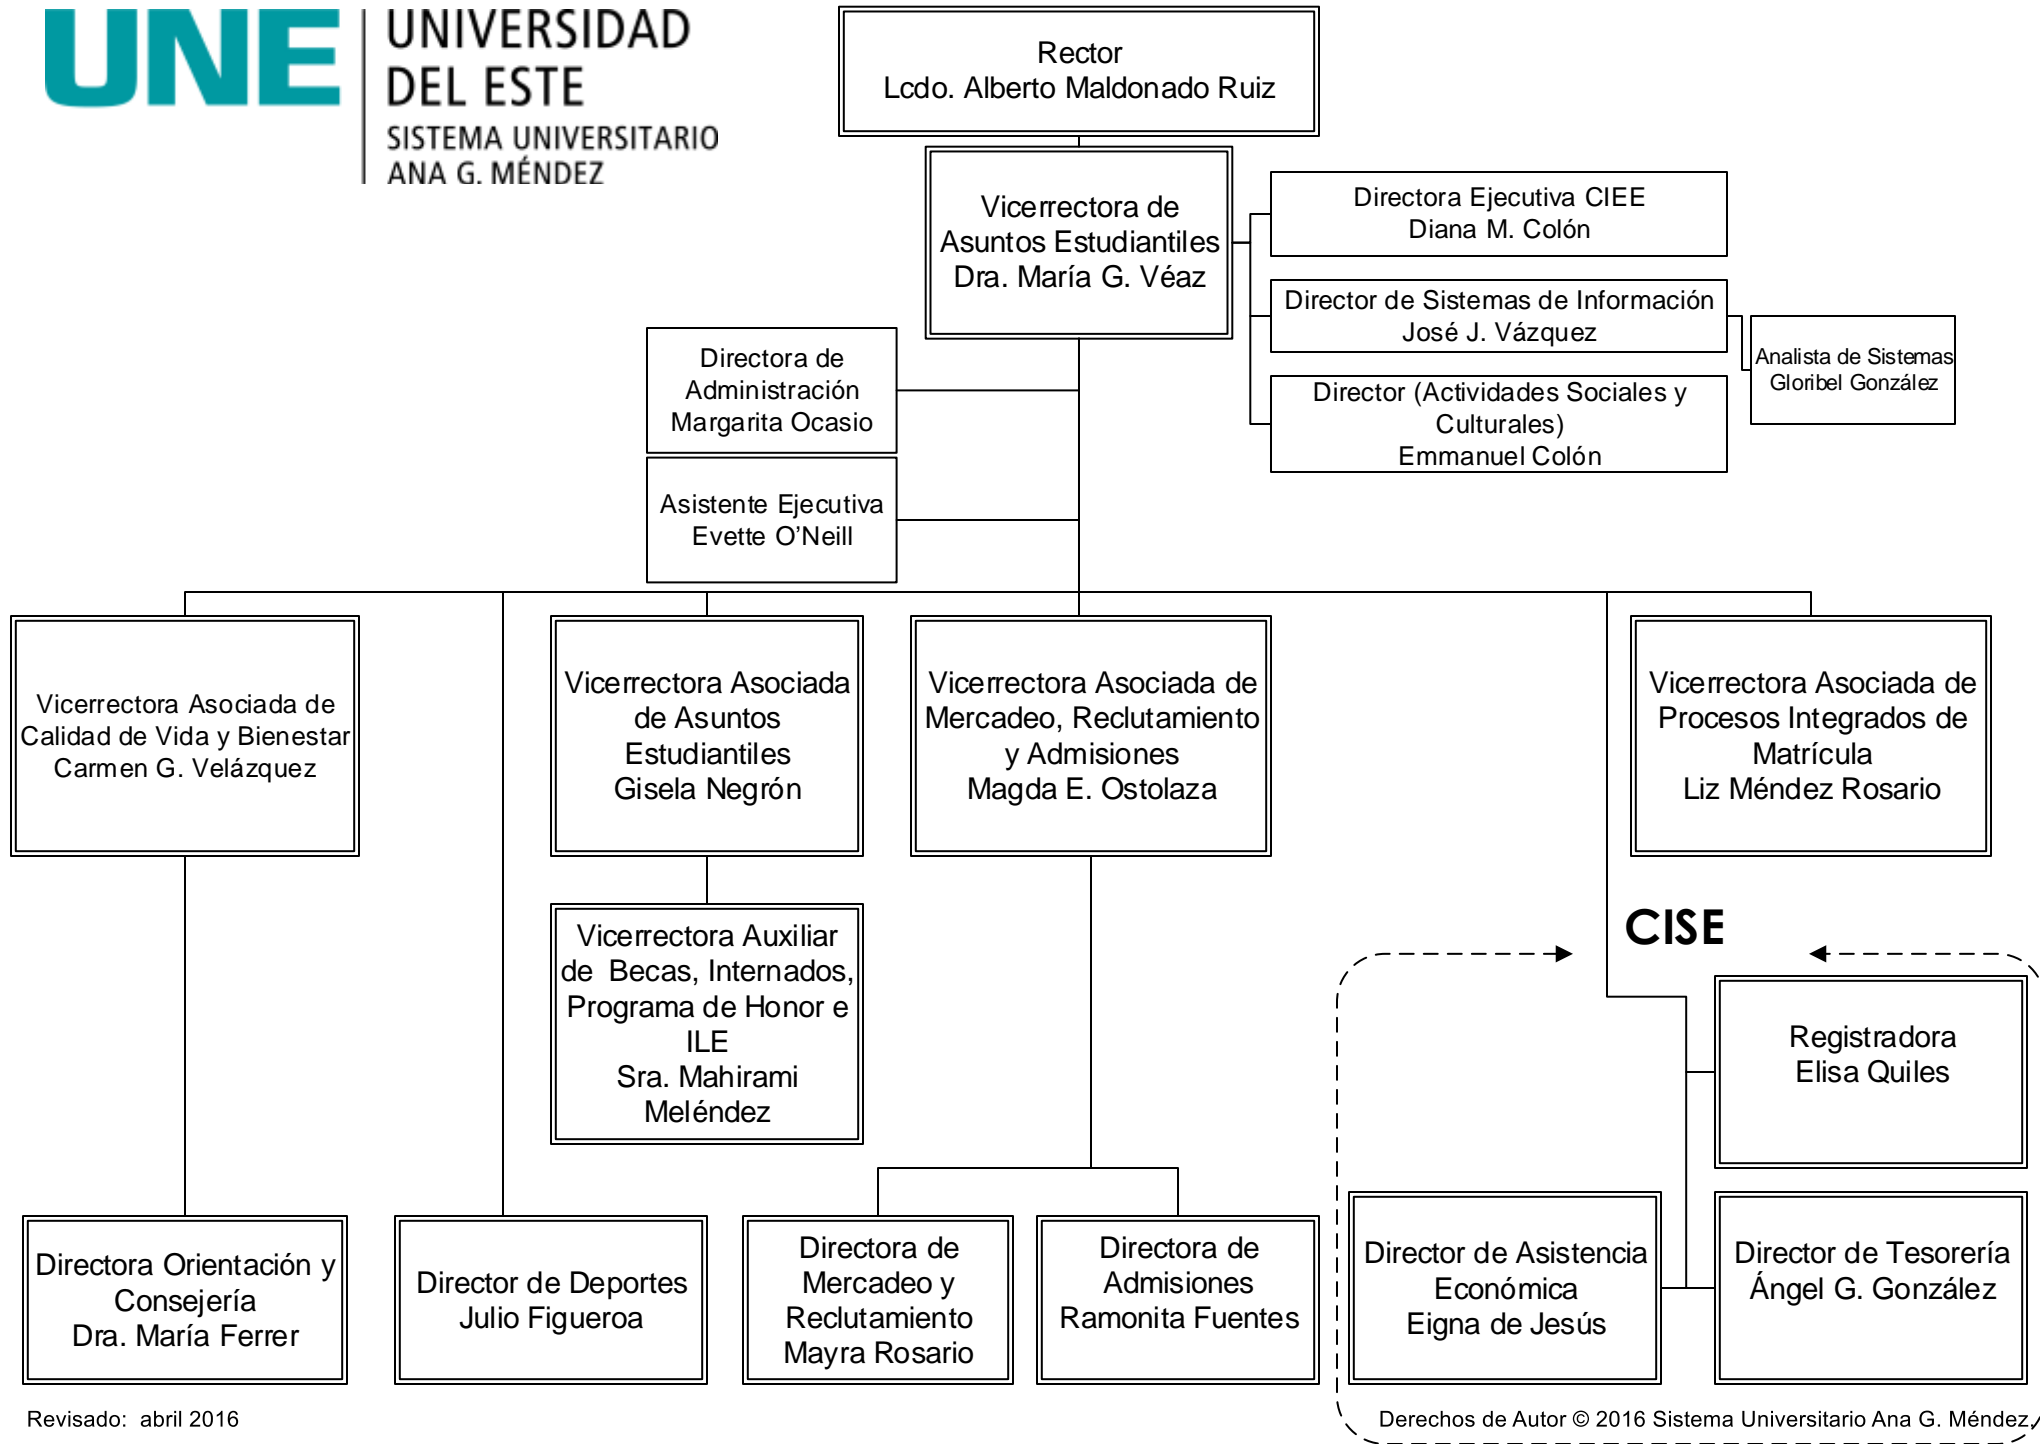 UNE
UNIVERSIDAD
DEL ESTE
SISTEMA UNIVERSITARIO
ANA G. MÉNDEZ
Rector
Lcdo. Alberto Maldonado Ruiz
Vicerrectora de
Asuntos Estudiantiles
Dra. María G. Véaz
Directora Ejecutiva CIEE
Diana M. Colón
Director de Sistemas de Información
José J. Vázquez
Analista de Sistemas
Gloribel González
Director (Actividades Sociales y
Culturales)
Emmanuel Colón
Directora de
Administración
Margarita Ocasio
Asistente Ejecutiva
Evette O’Neill
Vicerrectora Asociada de
Calidad de Vida y Bienestar
Carmen G. Velázquez
Vicerrectora Asociada
de Asuntos
Estudiantiles
Gisela Negrón
Vicerrectora Asociada de
Mercadeo, Reclutamiento
y Admisiones
Magda E. Ostolaza
Vicerrectora Asociada de
Procesos Integrados de
Matrícula
Liz Méndez Rosario
Vicerrectora Auxiliar
de Becas, Internados,
Programa de Honor e
ILE
Sra. Mahirami
Meléndez
CISE
Registradora
Elisa Quiles
Directora Orientación y
Consejería
Dra. María Ferrer
Director de Deportes
Julio Figueroa
Directora de
Mercadeo y
Reclutamiento
Mayra Rosario
Directora de
Admisiones
Ramonita Fuentes
Director de Asistencia
Económica
Eigna de Jesús
Director de Tesorería
Ángel G. González
Revisado: abril 2016
Derechos de Autor © 2016 Sistema Universitario Ana G. Méndez.